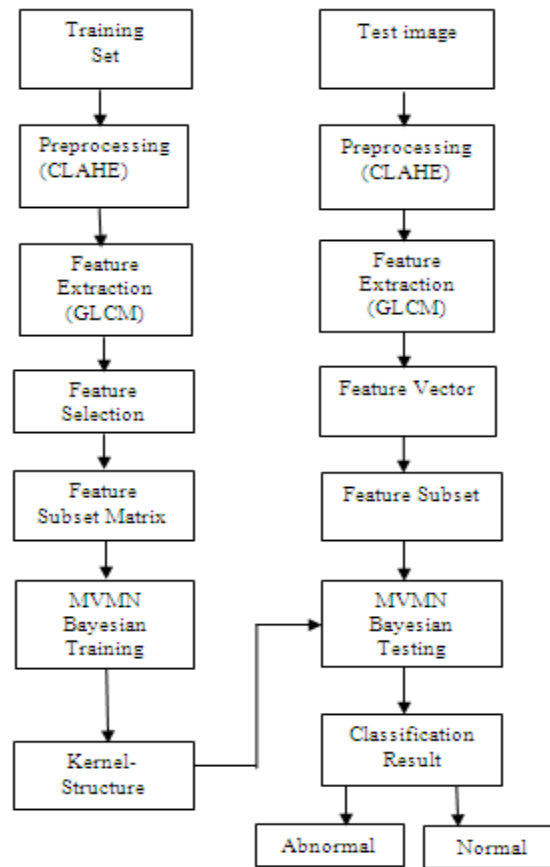 Training
Set
Preprocessing
(CLAHE)
Feature
Extraction
(GLCM)
Feature
Selection
Feature
Subset Matrix
MVMN
Bayesian
Training
Kernel-
Structure
Test image
Preprocessing
(CLAHE)
Feature
Extraction
(GLCM)
Feature Vector
Feature Subset
MVMN
Bayesian
Testing
Classification
Result
Abnormal
Normal